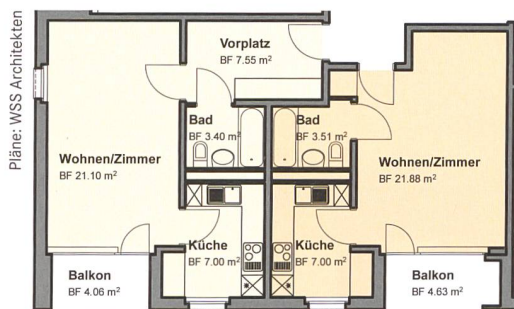 Pläne: WSS Architekten
Vorplatz
BF 7.55 m²
Bad
BF 3.40 m²
Bad
BF 3.51 m²
Wohnen/Zimmer
BF 21.10 m²
Wohnen/Zimmer
BF 21.88 m²
Küche
BF 7.00 m²
Küche
BF 7.00 m²
Balkon
BF 4.06 m²
Balkon
BF 4.63 m²